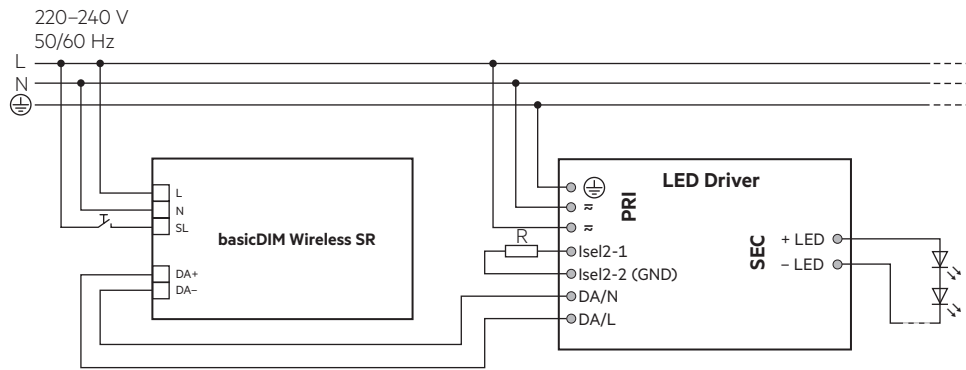 220–240 V
50/60 Hz
L
N
basicDIM Wireless SR
L
N
SL
DA+
DA–
LED Driver
PRI
≂
≂
R
Isel2-1
Isel2-2 (GND)
DA/N
DA/L
SEC
+ LED
– LED